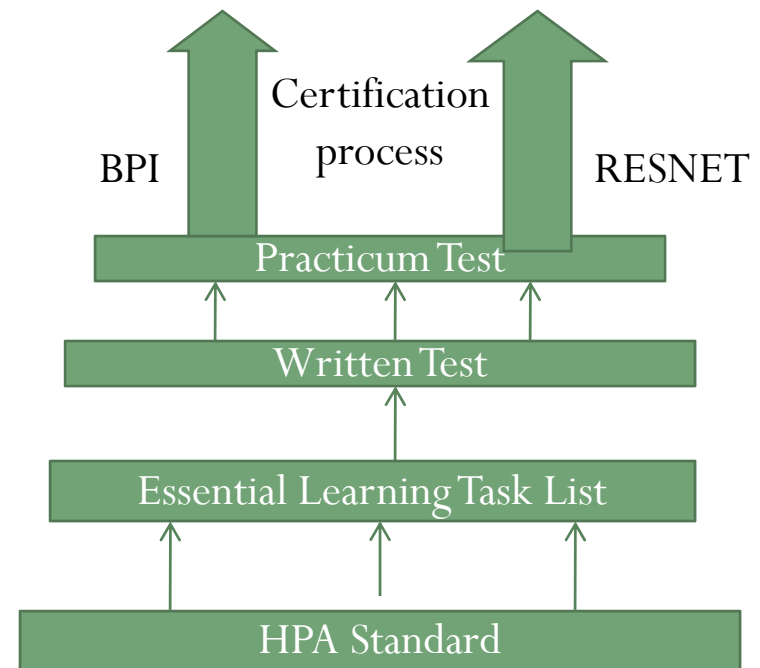 Certification
process
BPI
RESNET
Practicum Test
Written Test
Essential Learning Task List
HPA Standard